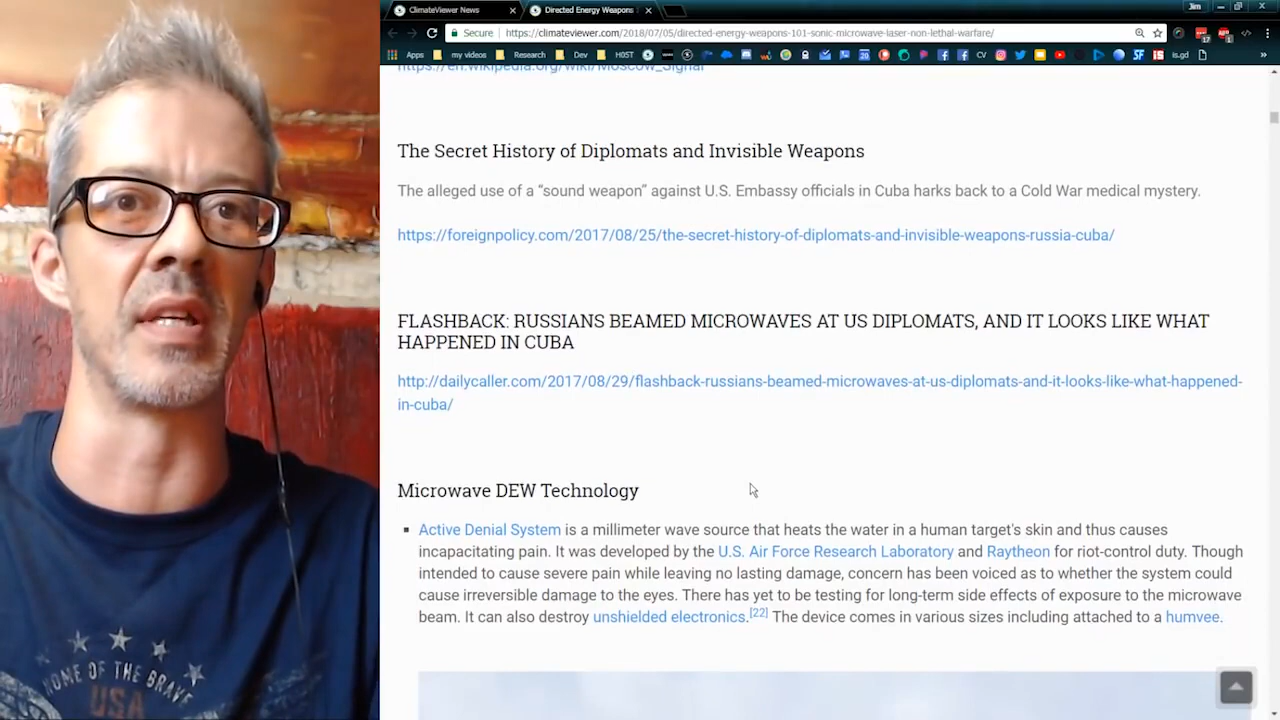 ClimateViewer News
Directed Energy Weapons
Jim
Secure
https://climateviewer.com/2018/07/05/directed-energy-weapons-101-sonic-microwave-laser-non-lethal-warfare/
Apps
my videos
Research
Dev
H0ST
CV
is.gd
https://en.wikipedia.org/wiki/Moscow_Signal
The Secret History of Diplomats and Invisible Weapons
The alleged use of a “sound weapon” against U.S. Embassy officials in Cuba harks back to a Cold War medical mystery.
https://foreignpolicy.com/2017/08/25/the-secret-history-of-diplomats-and-invisible-weapons-russia-cuba/
FLASHBACK: RUSSIANS BEAMED MICROWAVES AT US DIPLOMATS, AND IT LOOKS LIKE WHAT
HAPPENED IN CUBA
http://dailycaller.com/2017/08/29/flashback-russians-beamed-microwaves-at-us-diplomats-and-it-looks-like-what-happened-
in-cuba/
Microwave DEW Technology
Active Denial System is a millimeter wave source that heats the water in a human target's skin and thus causes
incapacitating pain. It was developed by the U.S. Air Force Research Laboratory and Raytheon for riot-control duty. Though
intended to cause severe pain while leaving no lasting damage, concern has been voiced as to whether the system could
cause irreversible damage to the eyes. There has yet to be testing for long-term side effects of exposure to the microwave
beam. It can also destroy unshielded electronics.[22] The device comes in various sizes including attached to a humvee.
HOME OF THE BRAVE
USA